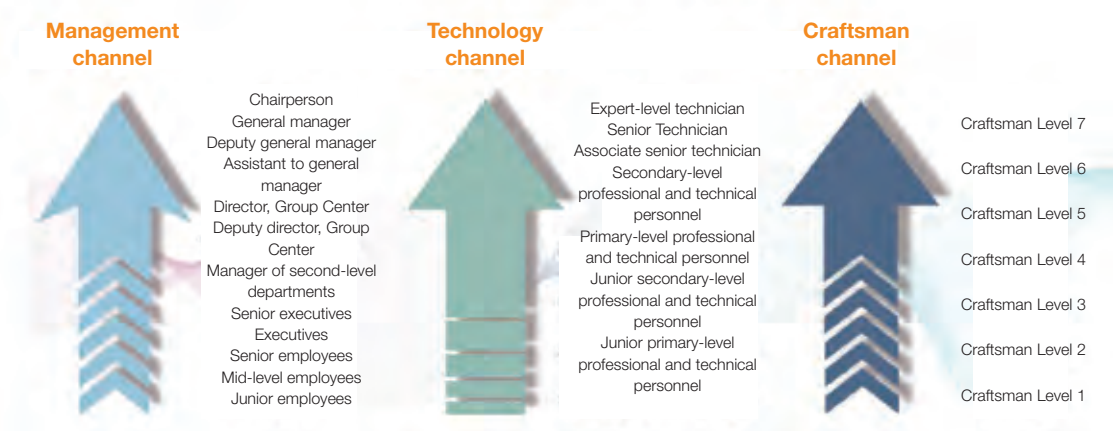 Management
channel
Chairperson
General manager
Deputy general manager
Assistant to general
manager
Director, Group Center
Deputy director, Group
Center
Manager of second-level
departments
Senior executives
Executives
Senior employees
Mid-level employees
Junior employees
Technology
channel
Expert-level technician
Senior Technician
Associate senior technician
Secondary-level
professional and technical
personnel
Primary-level professional
and technical personnel
Junior secondary-level
professional and technical
personnel
Junior primary-level
professional and technical
personnel
Craftsman
channel
Craftsman Level 7
Craftsman Level 6
Craftsman Level 5
Craftsman Level 4
Craftsman Level 3
Craftsman Level 2
Craftsman Level 1